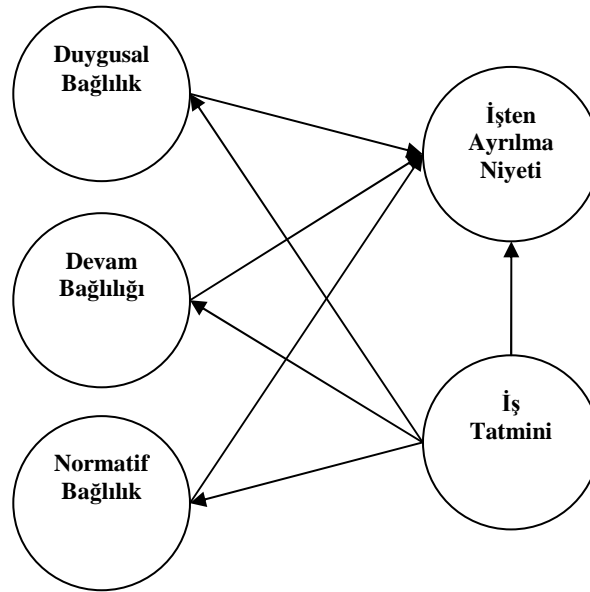 Duygusal
Bağlılık
İşten
Ayrılma
Niyeti
Devam
Bağlılığı
İş
Tatmini
Normatif
Bağlılık